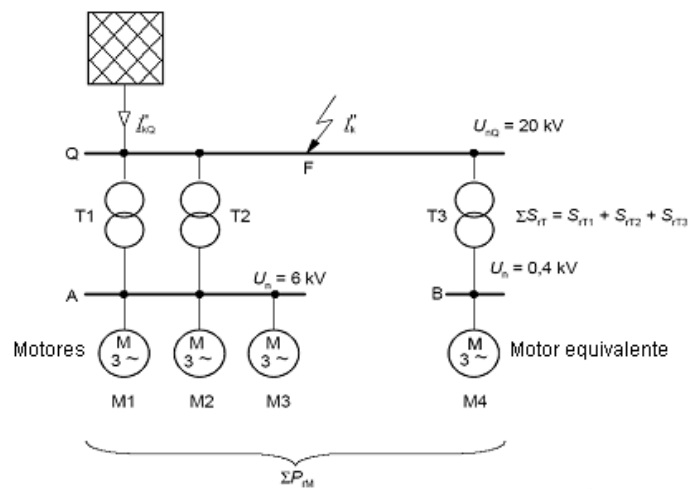 I"kQ
I"k
UnQ = 20 kV
Q
F
T1
T2
T3
ΣSrT = SrT1 + SrT2 + SrT3
Un = 6 kV
Un = 0,4 kV
A
B
Motores
M
3 ~
M
3 ~
M
3 ~
M
3 ~
Motor equivalente
M1
M2
M3
M4
ΣPrM